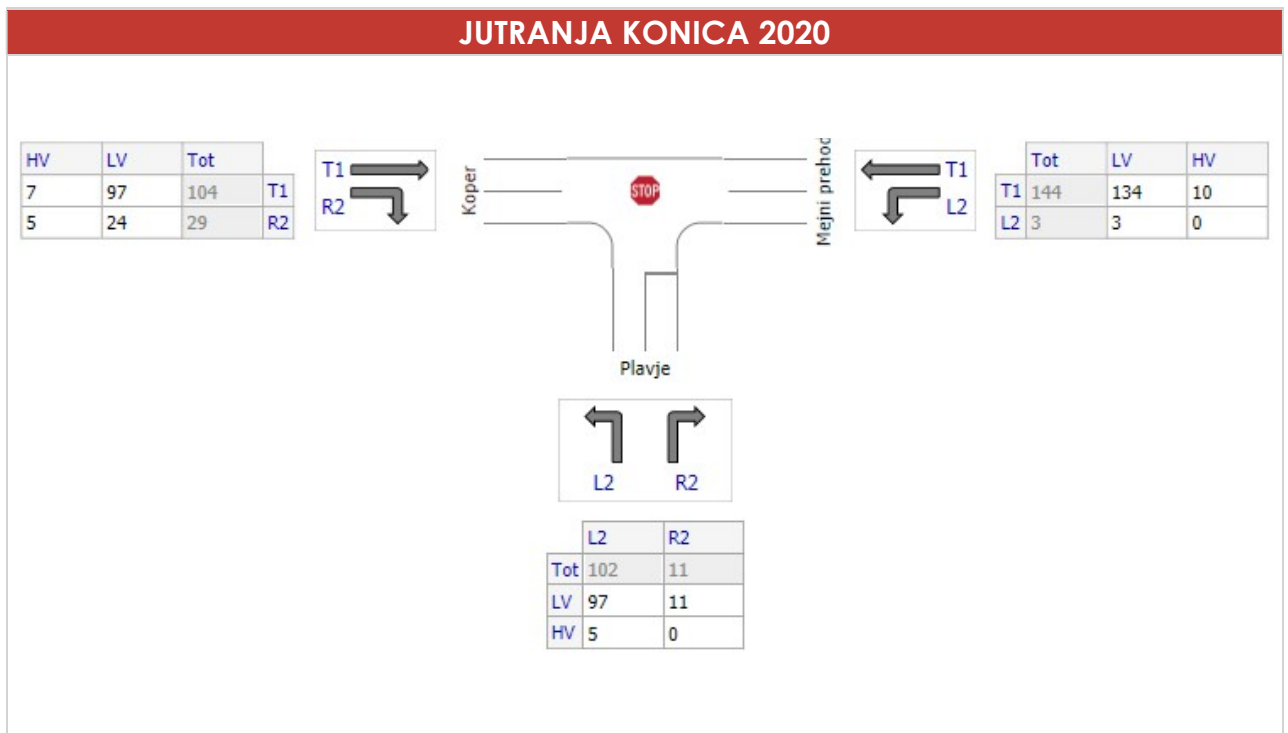 JUTRANJA KONICA 2020
HV LV Tot
7 97 104 T1
5 24 29 R2
T1
R2
Koper
STOP
Mejni prehod
T1
L2
Tot LV HV
T1 144 134 10
L2 3 3 0
Plavje
L2 R2
L2 R2
Tot 102 11
LV 97 11
HV 5 0